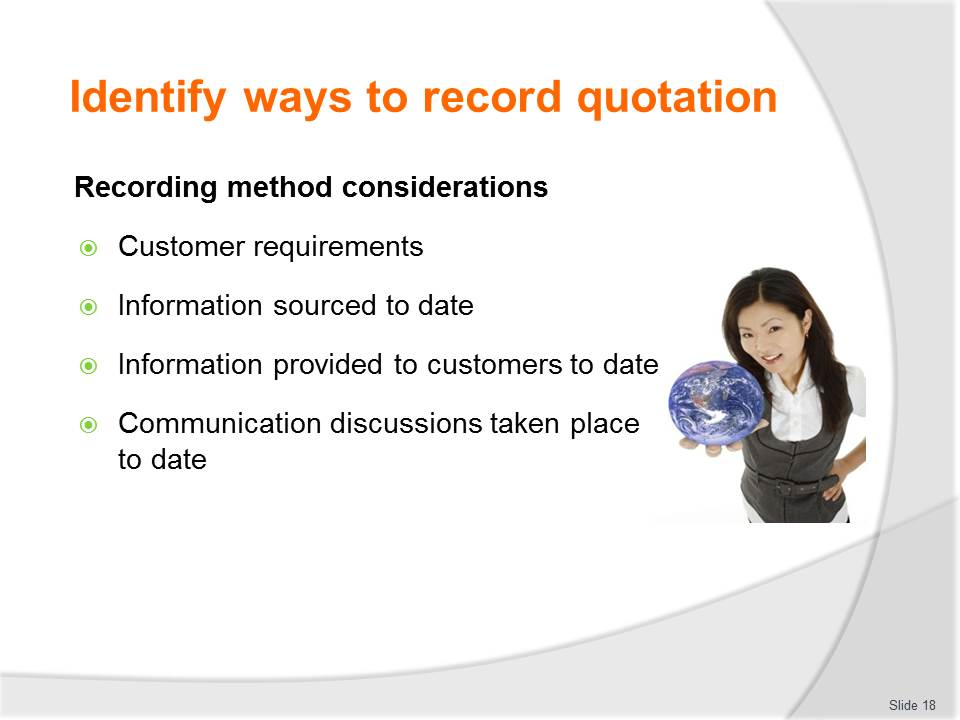 Identify ways to record quotation
Recording method considerations
Customer requirements
Information sourced to date
Information provided to customers to date
Communication discussions taken place
to date
Slide 18